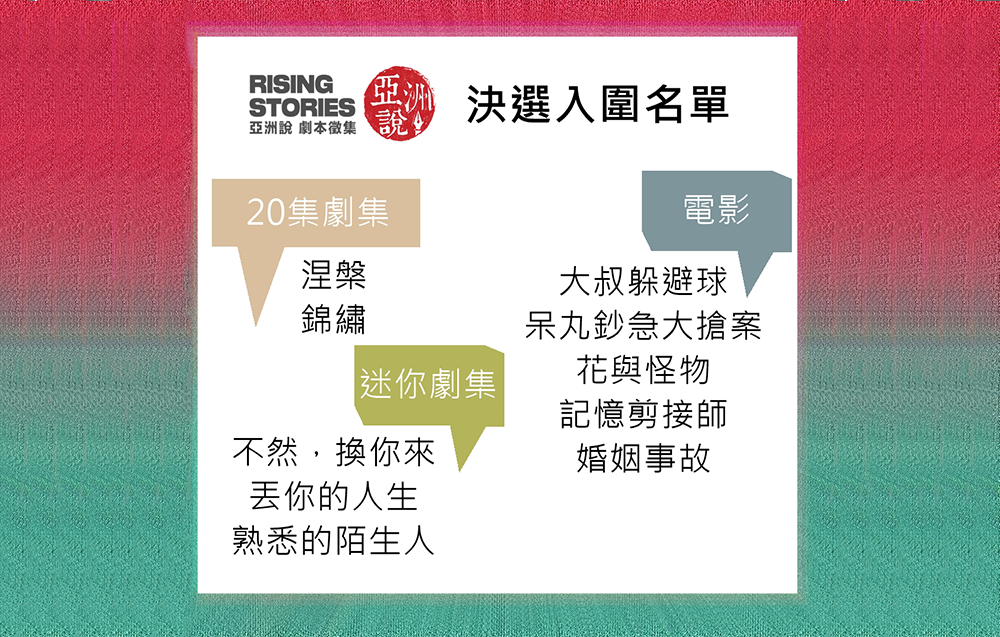 RISING
STORIES
亞洲說 劇本徵集
亞洲
說
決選入圍名單
20集劇集
涅槃
錦繡
迷你劇集
不然，換你來
丟你的人生
熟悉的陌生人
電影
大叔躲避球
呆丸鈔急大搶案
花與怪物
記憶剪接師
婚姻事故